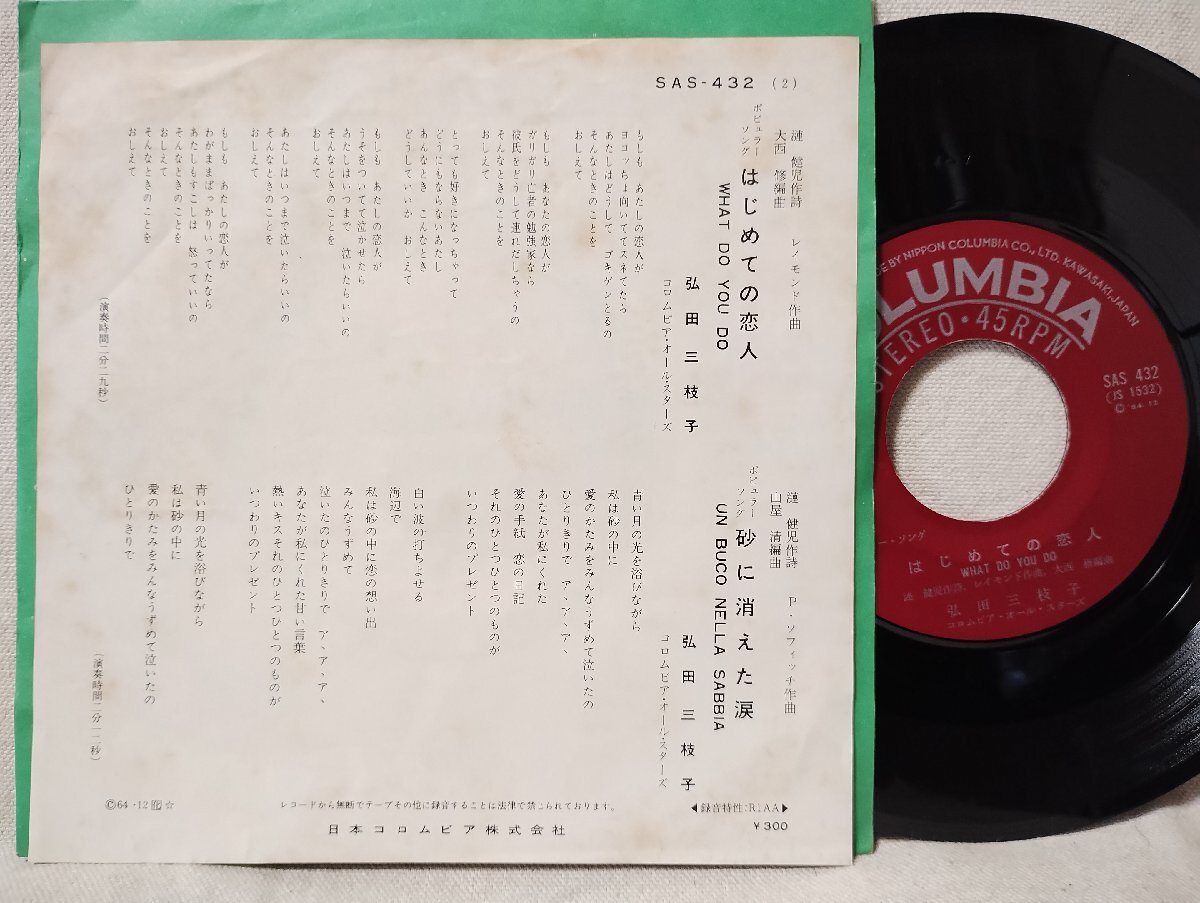 SAS-432 (2)
漣 健児作詩 レイモンド作曲
大西 修編曲
ポピュラーソング
はじめての恋人
WHAT DO YOU DO
弘田三枝子
コロムビア・オール・スターズ
もしも あたしの恋人が
ヨコッちょ向いててスネてたら
あたしはどうして ゴキゲンとるの
そんなときのことを
おしえて
もしも あなたの恋人が
ガリガリ亡者の勉強家なら
彼氏をどうして連れだしちゃうの
そんなときのことを
おしえて
とっても好きになっちゃって
どうにもならないあたし
あんなとき こんなとき
どうしていいか おしえて
もしも あたしの恋人が
うそをついてて泣かせたら
あたしはいつまで 泣いたらいいの
そんなときのことを
おしえて
あたしはいつまで泣いたらいいの
そんなときのことを
おしえて
もしも あたしの恋人が
わがままばっかりいってたなら
あたしもすこしは 怒っていいの
そんなときのことを
おしえて
そんなときのことを
おしえて
(演奏時間二分二九秒)
漣 健児作詩 P・ソフィッチ作曲
山屋 清編曲
ポピュラーソング
砂に消えた涙
UN BUCO NELLA SABBIA
弘田三枝子
コロムビア・オール・スターズ
青い月の光を浴びながら
私は砂の中に
愛のかたみをみんなうずめて泣いたの
ひとりきりで ア、ア、ア、
あなたが私にくれた
愛の手紙 恋の日記
それのひとつひとつのものが
いつわりのプレゼント
白い波の打ちよせる
海辺で
私は砂の中に恋の想い出
みんなうずめて
泣いたのひとりきりで ア、ア、ア、
あなたが私にくれた甘い言葉
熱いキスそれのひとつひとつのものが
いつわりのプレゼント
青い月の光を浴びながら
私は砂の中に
愛のかたみをみんなうずめて泣いたの
ひとりきりで
(演奏時間二分一二秒)
Ⓒ64・12 ☆
レコードから無断でテープその他に録音することは法律で禁じられております。
◀録音特性:RIAA▶
日本コロムビア株式会社
¥300
DE BY NIPPON COLUMBIA CO., LTD. KAWASAKI, JAPAN
LUMBIA
STEREO・45RPM
SAS 432
(JS 1532)
Ⓒ '64.12
ー・ソング
はじめての恋人
WHAT DO YOU DO
漣 健児作詩、レイモンド作曲、大西 修編曲
弘田三枝子
コロムビア・オール・スターズ